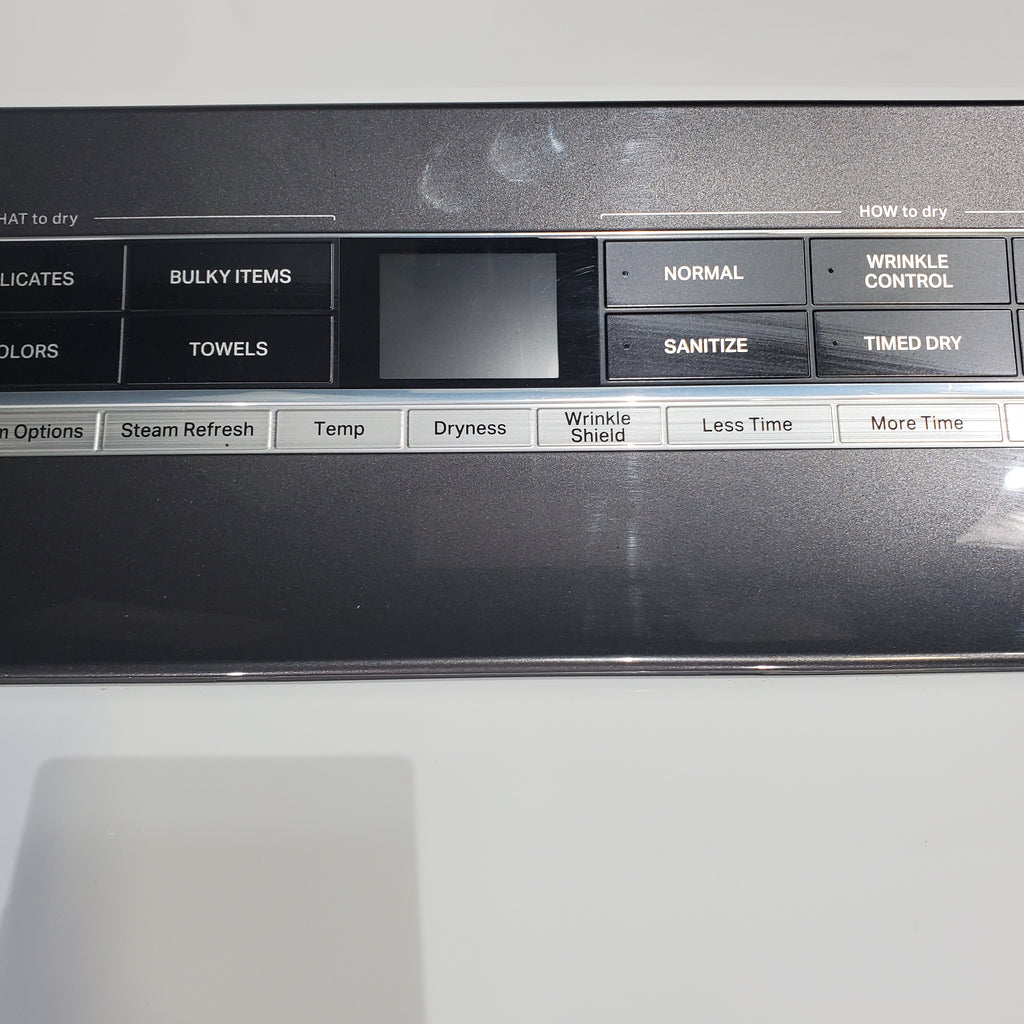 HAT to dry
HOW to dry
LICATES
BULKY ITEMS
NORMAL
WRINKLE
CONTROL
OLORS
TOWELS
SANITIZE
TIMED DRY
m Options
Steam Refresh
Temp
Dryness
Wrinkle
Shield
Less Time
More Time